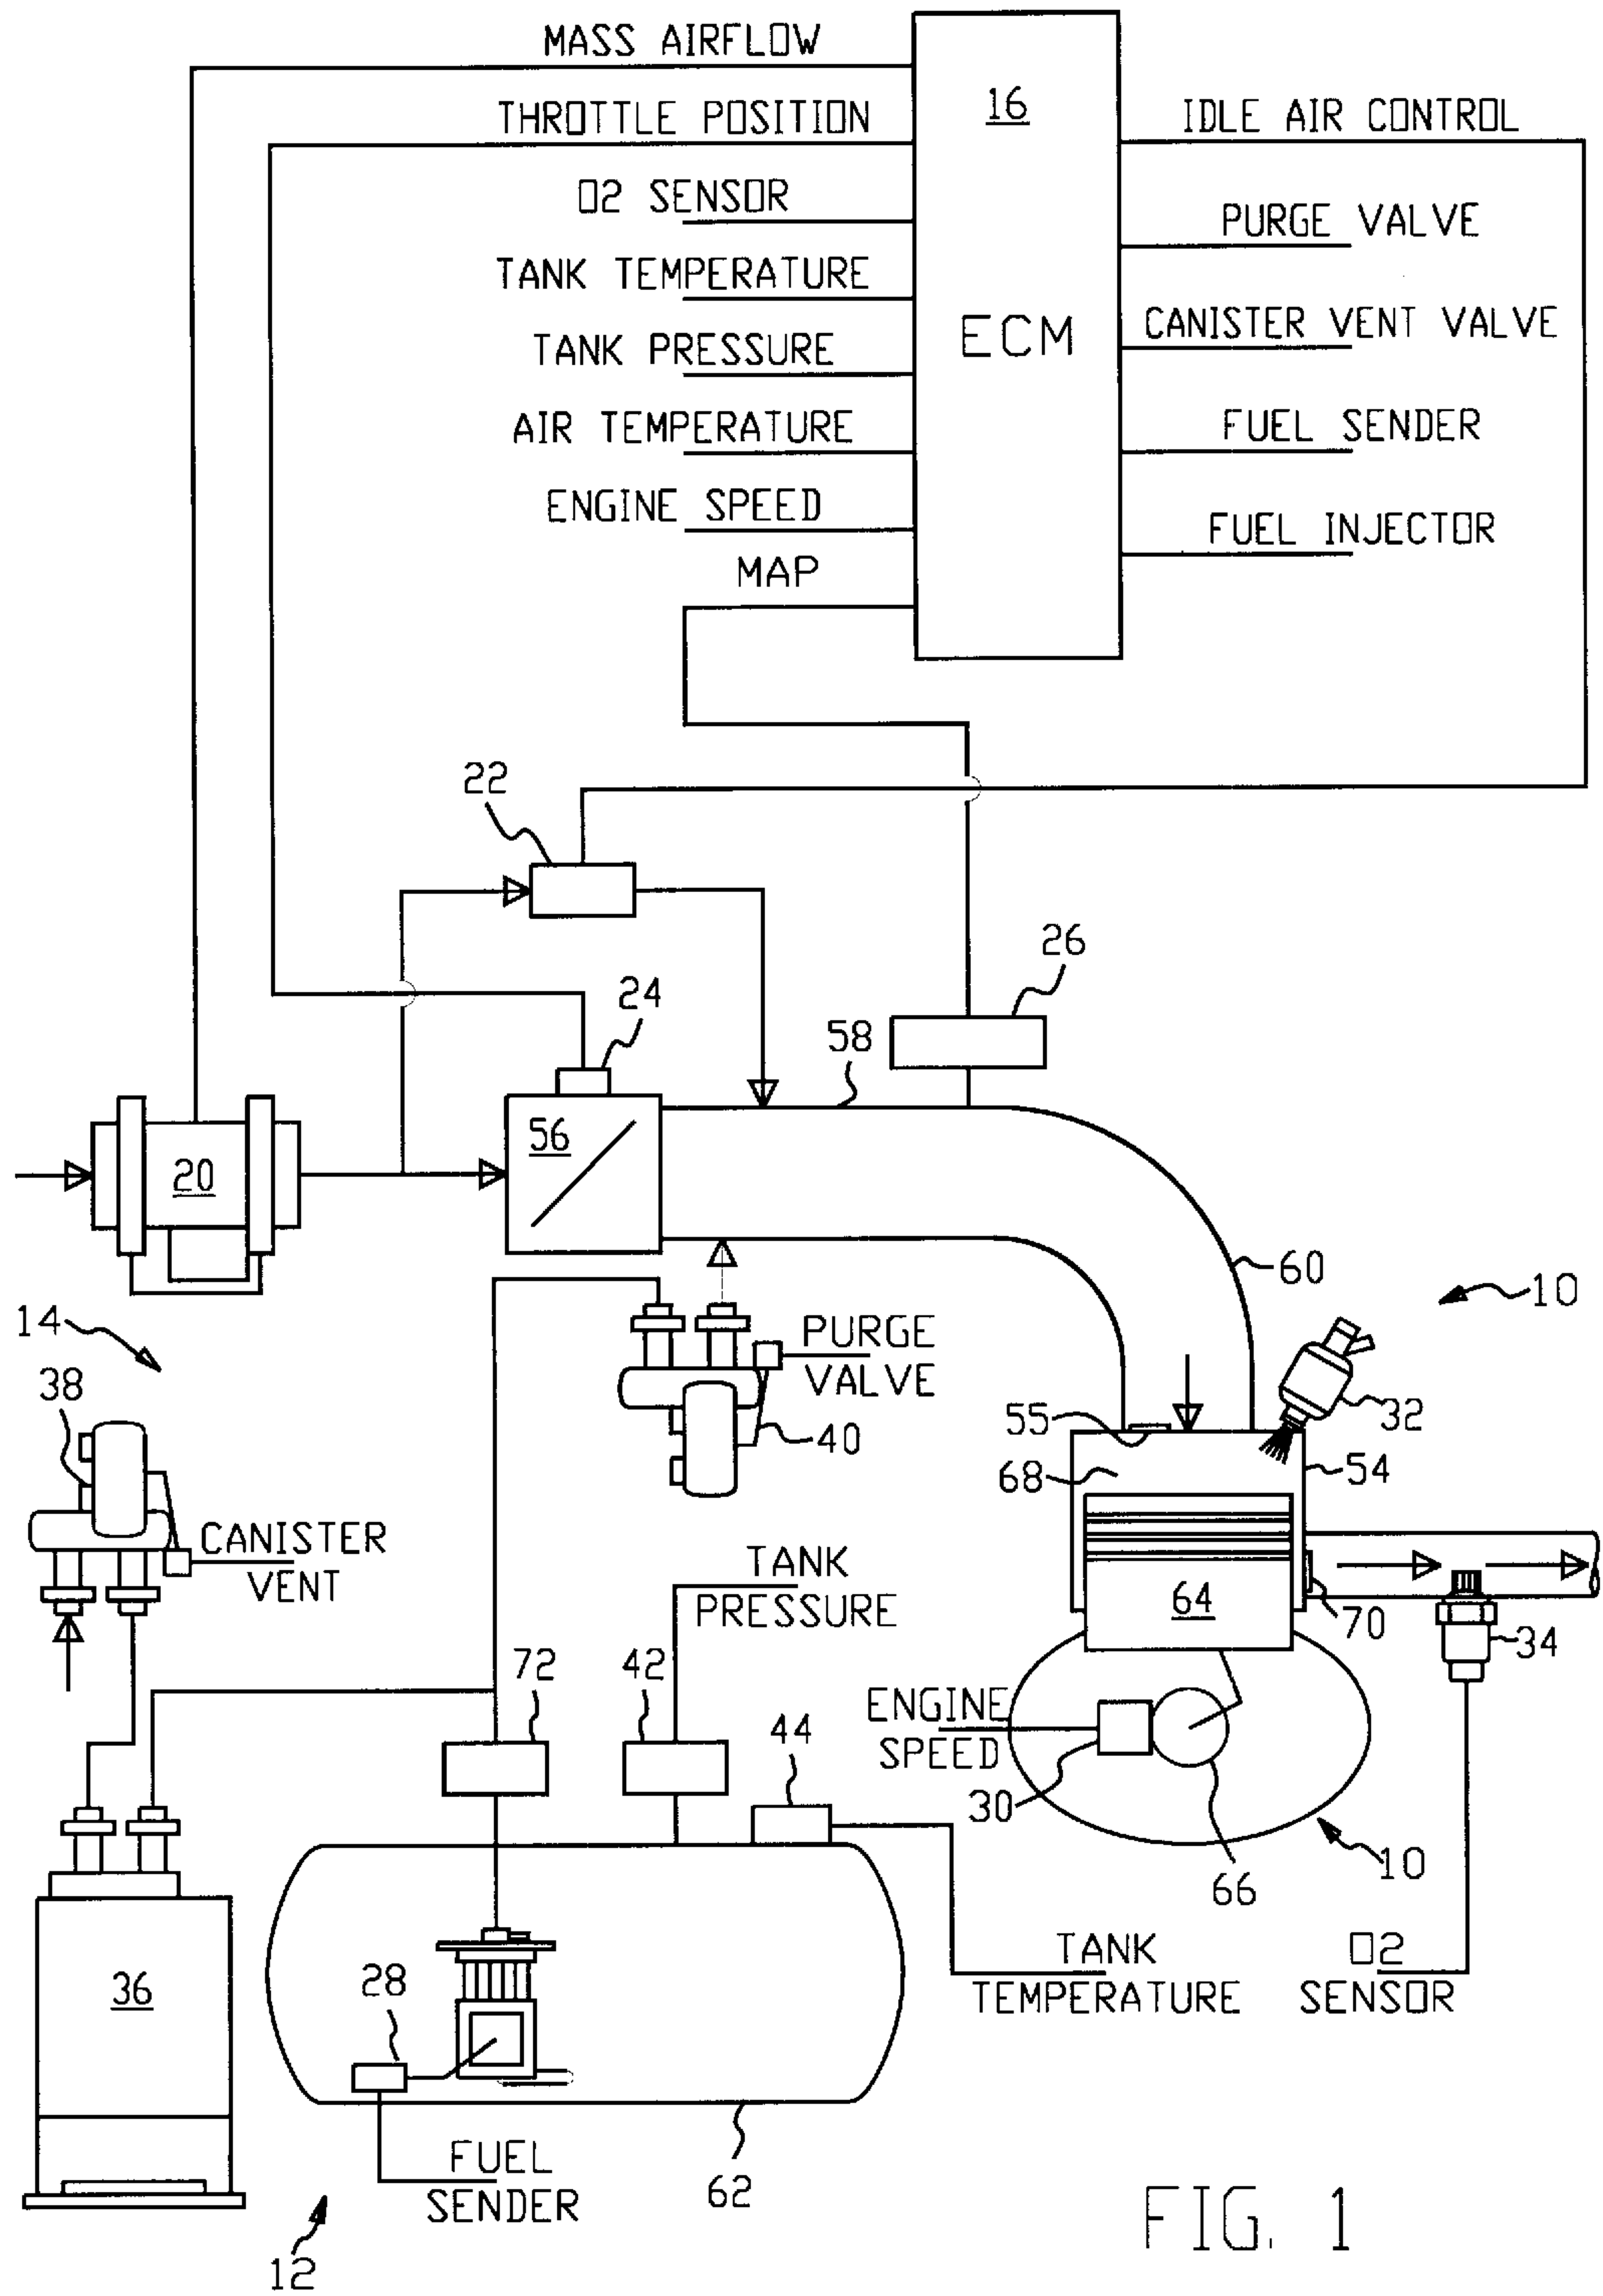 MASS AIRFLOW
THROTTLE POSITION
O2 SENSOR
TANK TEMPERATURE
TANK PRESSURE
AIR TEMPERATURE
ENGINE SPEED
MAP
16
ECM
IDLE AIR CONTROL
PURGE VALVE
CANISTER VENT VALVE
FUEL SENDER
FUEL INJECTOR
22
26
24
58
56
20
60
10
14
PURGE
VALVE
38
32
55
40
54
68
CANISTER
VENT
TANK
PRESSURE
64
70
34
72
42
ENGINE
SPEED
44
30
10
66
TANK
TEMPERATURE
O2
SENSOR
28
36
FUEL
SENDER
62
12
FIG. 1